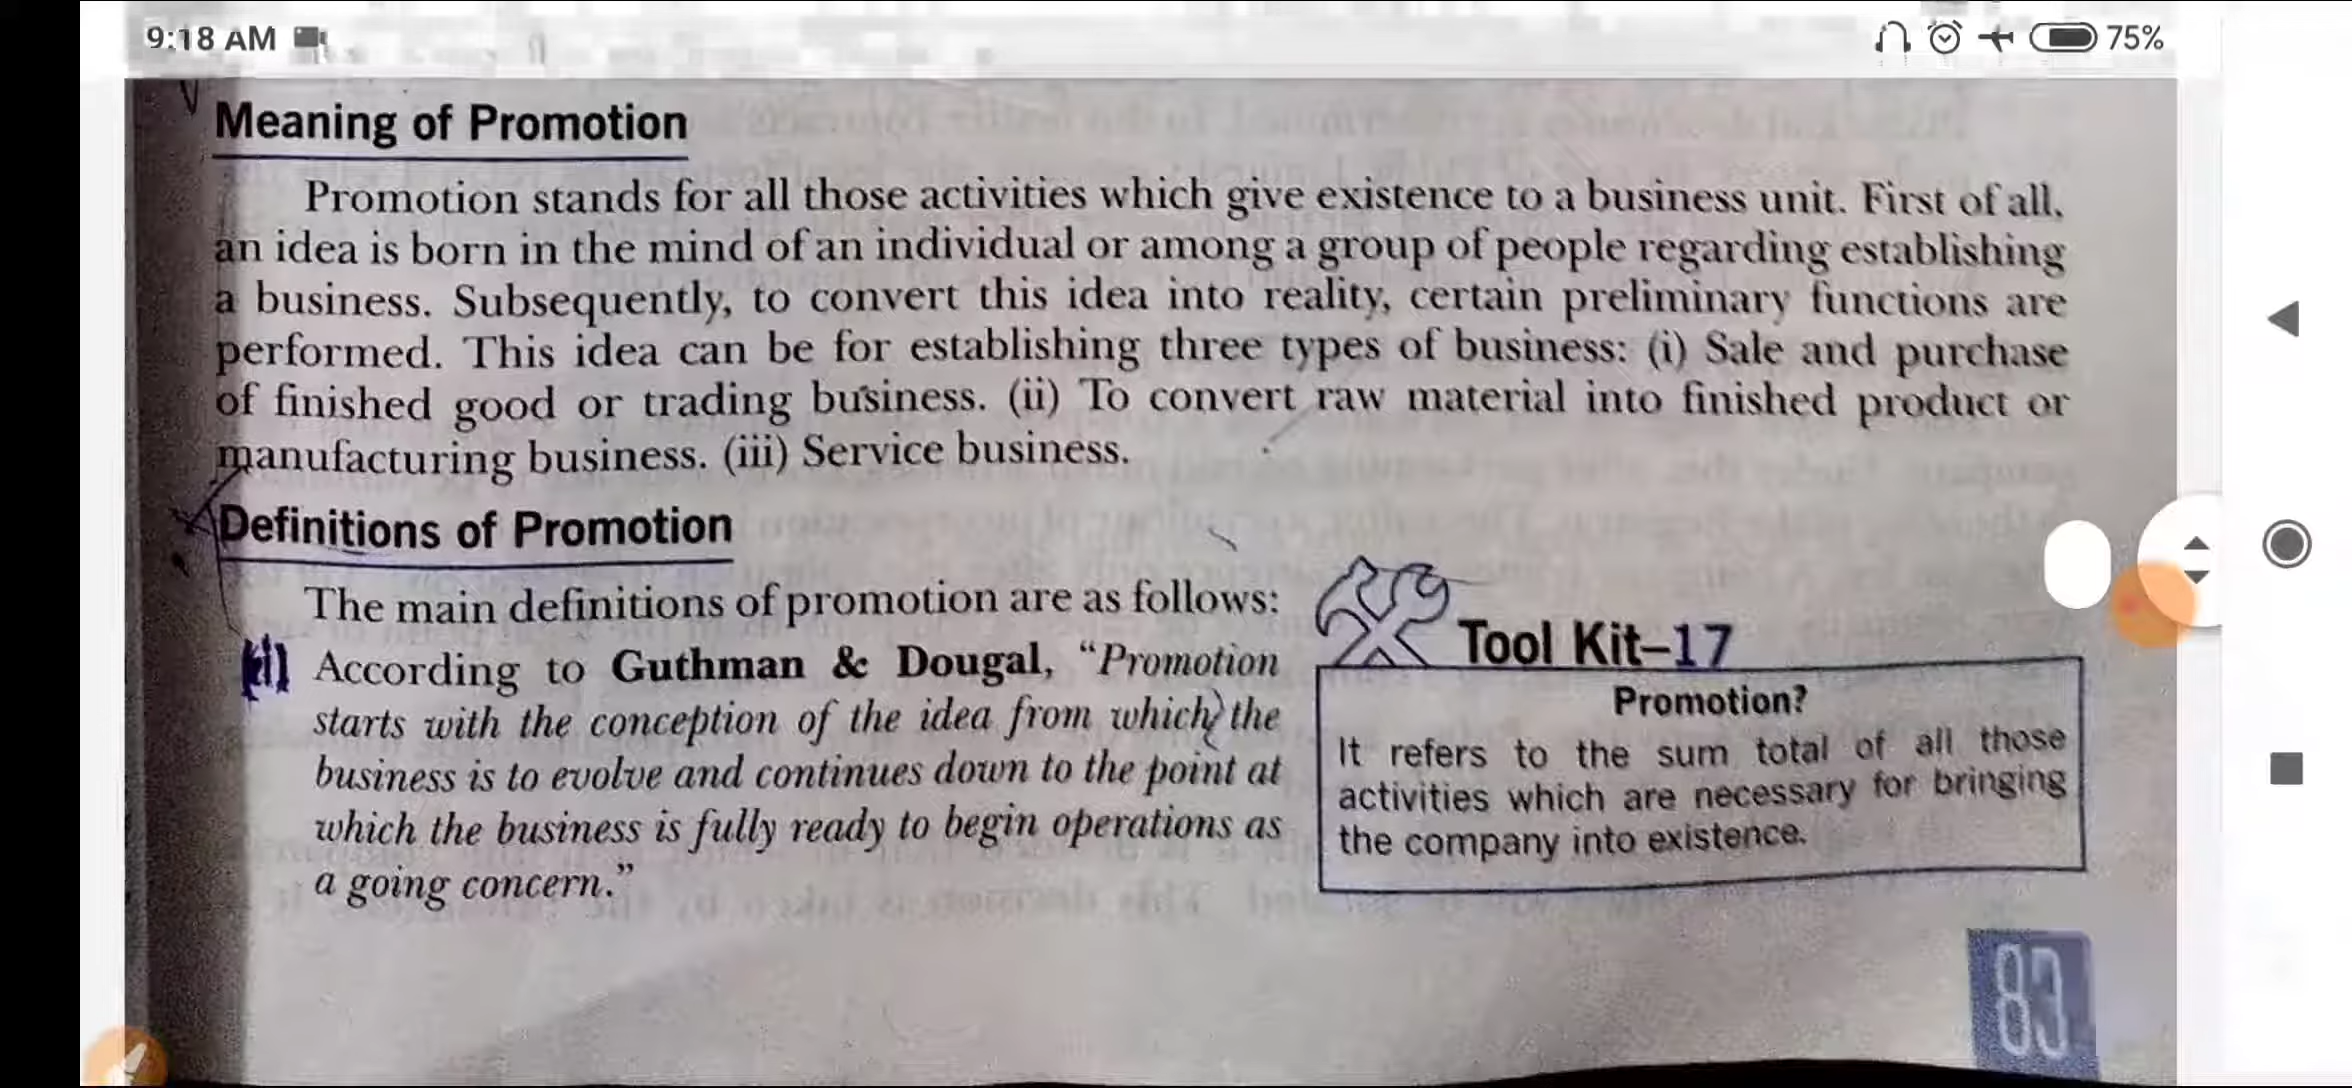 9:18 AM
75%
Meaning of Promotion
Promotion stands for all those activities which give existence to a business unit. First of all,
an idea is born in the mind of an individual or among a group of people regarding establishing
a business. Subsequently, to convert this idea into reality, certain preliminary functions are
performed. This idea can be for establishing three types of business: (i) Sale and purchase
of finished good or trading business. (ii) To convert raw material into finished product or
manufacturing business. (iii) Service business.
Definitions of Promotion
The main definitions of promotion are as follows:
According to Guthman & Dougal, “Promotion
starts with the conception of the idea from which the
business is to evolve and continues down to the point at
which the business is fully ready to begin operations as
a going concern.”
Tool Kit–17
Promotion?
It refers to the sum total of all those
activities which are necessary for bringing
the company into existence.
83